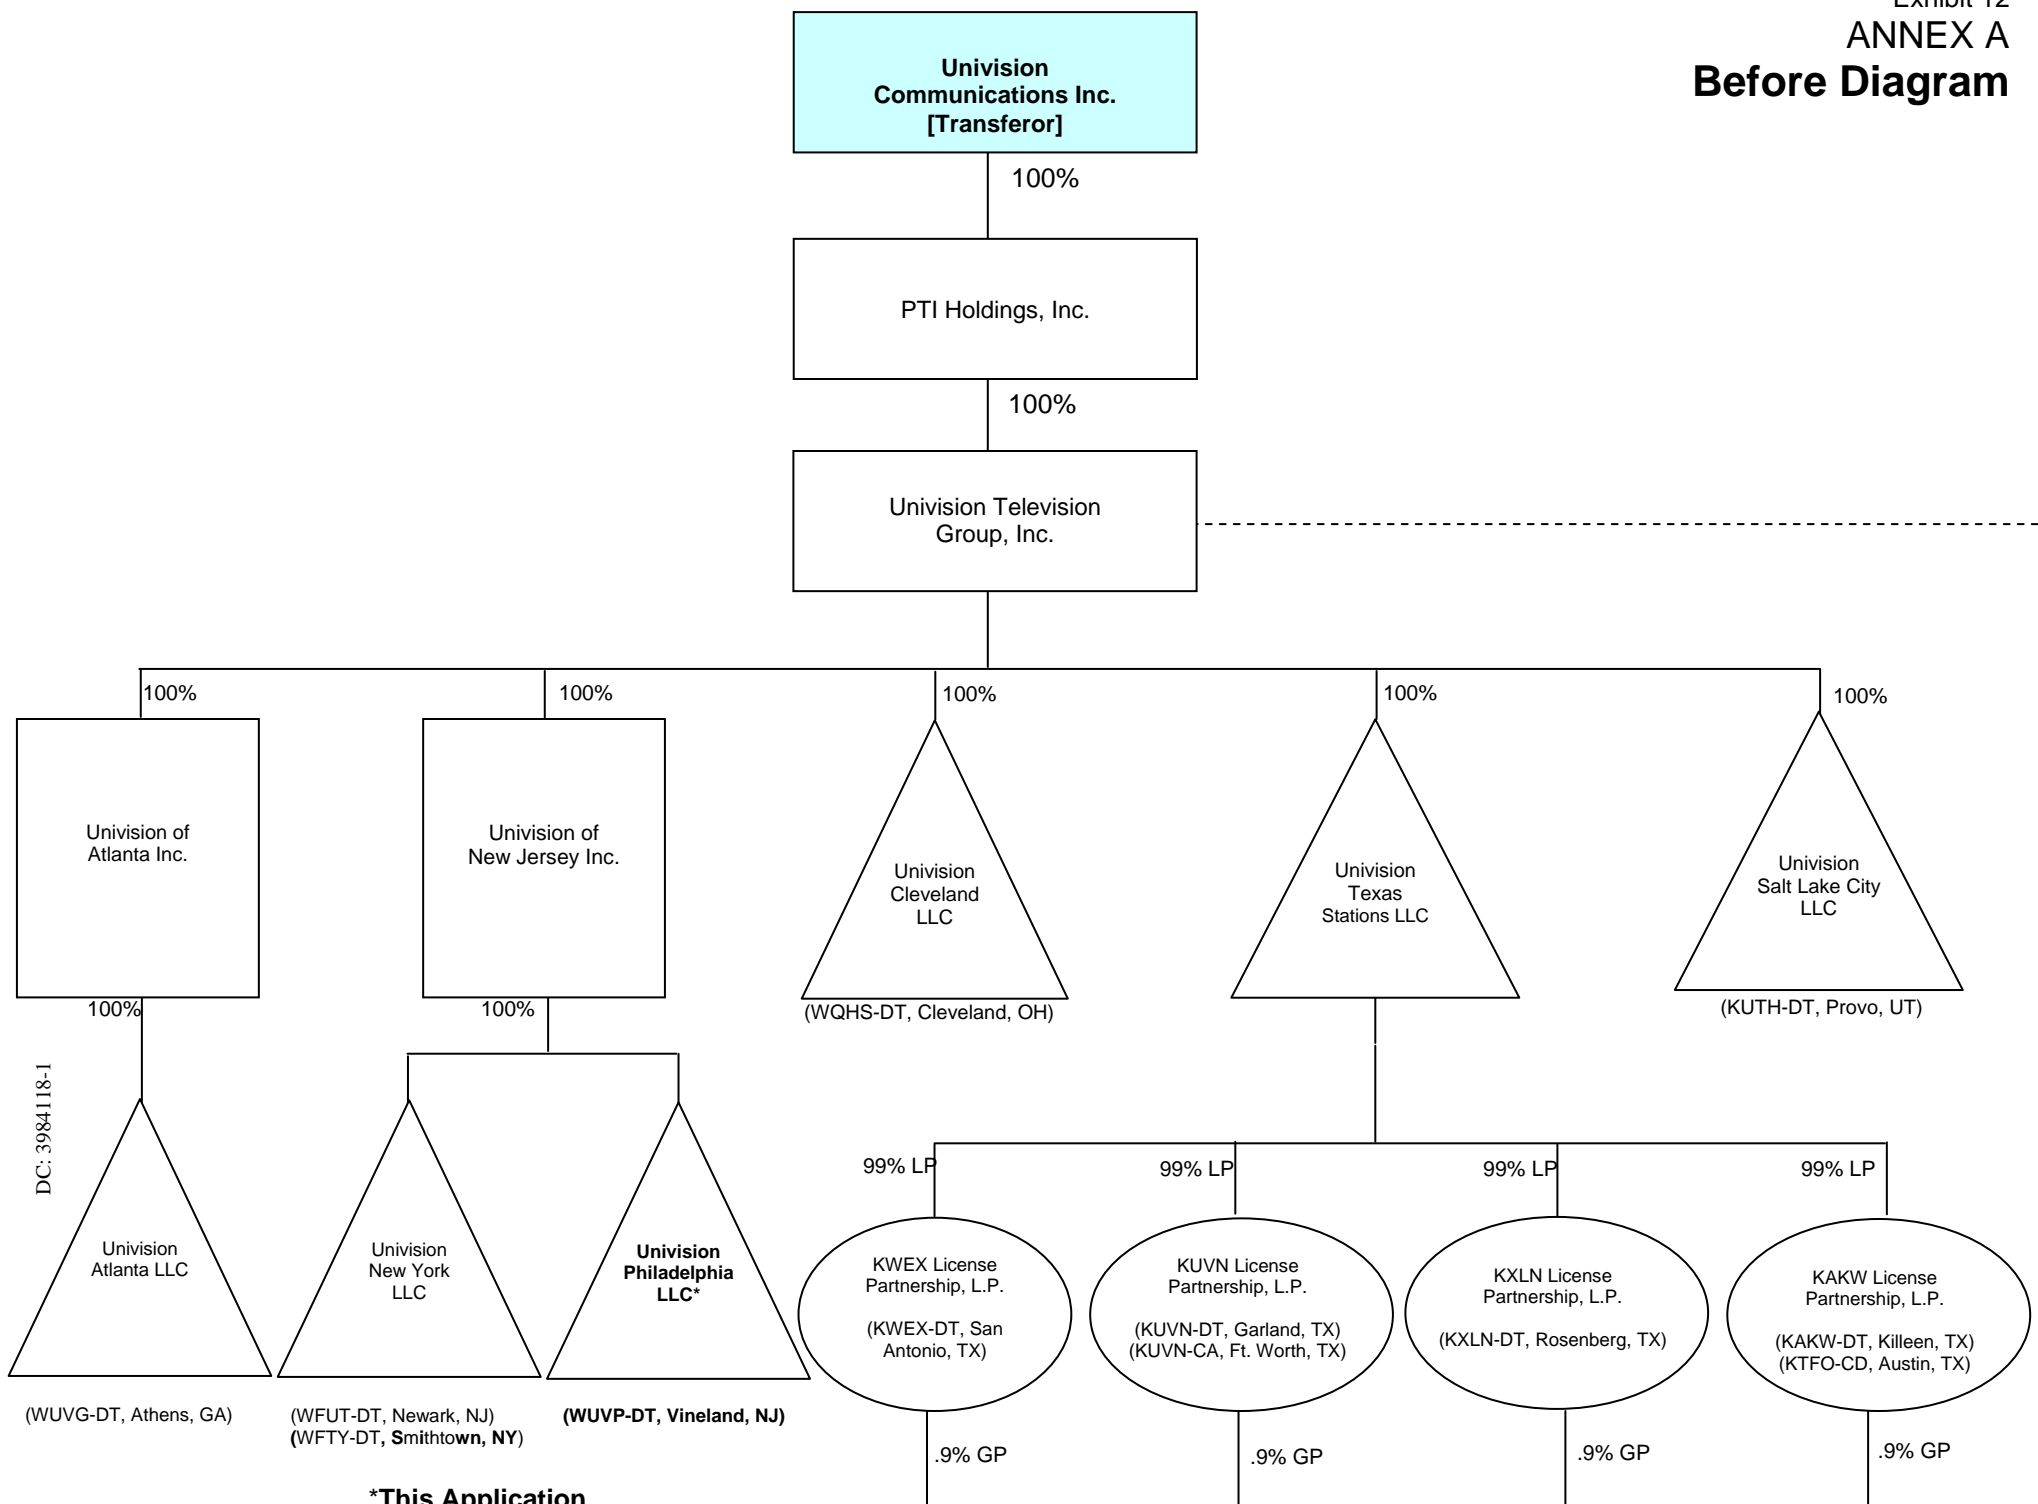 Exhibit 12
ANNEX A
Before Diagram
Univision
Communications Inc.
[Transferor]
100%
PTI Holdings, Inc.
100%
Univision Television
Group, Inc.
100%
100%
100%
100%
100%
Univision of
Atlanta Inc.
Univision of
New Jersey Inc.
Univision
Cleveland
LLC
Univision
Texas
Stations LLC
Univision
Salt Lake City
LLC
100%
100%
(WQHS-DT, Cleveland, OH)
(KUTH-DT, Provo, UT)
DC: 3984118-1
99% LP
99% LP
99% LP
99% LP
Univision
Atlanta LLC
Univision
New York
LLC
Univision
Philadelphia
LLC*
KWEX License
Partnership, L.P.
(KWEX-DT, San
Antonio, TX)
KUVN License
Partnership, L.P.
(KUVN-DT, Garland, TX)
(KUVN-CA, Ft. Worth, TX)
KXLN License
Partnership, L.P.
(KXLN-DT, Rosenberg, TX)
KAKW License
Partnership, L.P.
(KAKW-DT, Killeen, TX)
(KTFO-CD, Austin, TX)
(WUVG-DT, Athens, GA)
(WFUT-DT, Newark, NJ)
(WFTY-DT, Smithtown, NY)
(WUVP-DT, Vineland, NJ)
.9% GP
.9% GP
.9% GP
.9% GP
*This Application